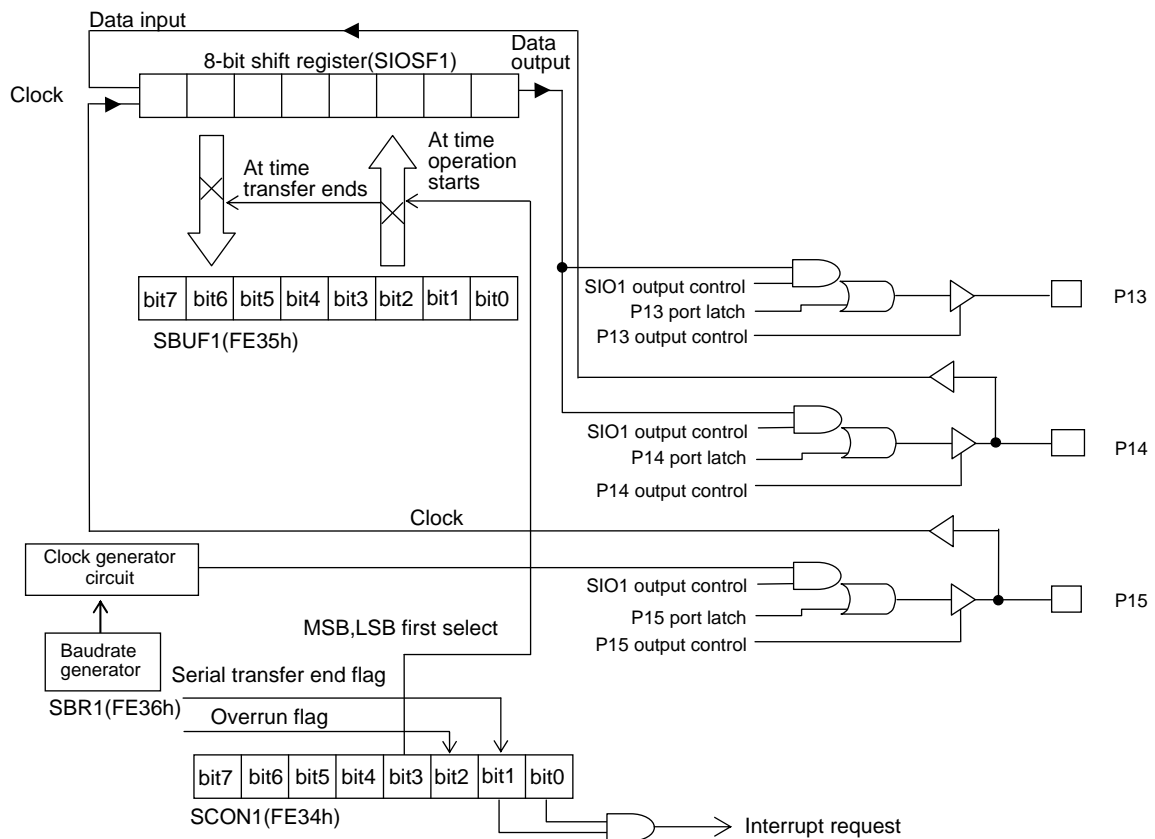 Data input
8-bit shift register(SIOSF1)
Data
output
Clock
At time
transfer ends
At time
operation
starts
bit7 bit6 bit5 bit4 bit3 bit2 bit1 bit0
SBUF1(FE35h)
SIO1 output control
P13 port latch
P13 output control
P13
SIO1 output control
P14 port latch
P14 output control
P14
Clock
Clock generator
circuit
SIO1 output control
P15 port latch
P15 output control
P15
Baudrate
generator
SBR1(FE36h)
MSB,LSB first select
Serial transfer end flag
Overrun flag
bit7 bit6 bit5 bit4 bit3 bit2 bit1 bit0
SCON1(FE34h)
Interrupt request